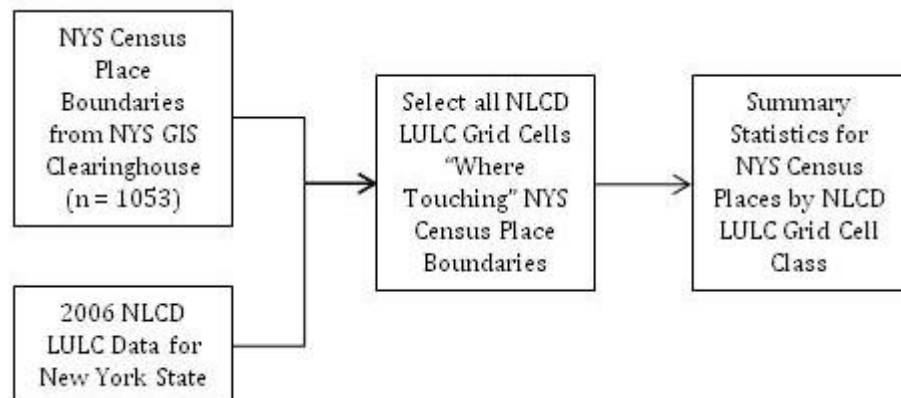 NYS Census
Place
Boundaries
from NYS GIS
Clearinghouse
(n = 1053)
2006 NLCD
LULC Data for
New York State
Select all NLCD
LULC Grid Cells
“Where
Touching” NYS
Census Place
Boundaries
Summary
Statistics for
NYS Census
Places by NLCD
LULC Grid Cell
Class